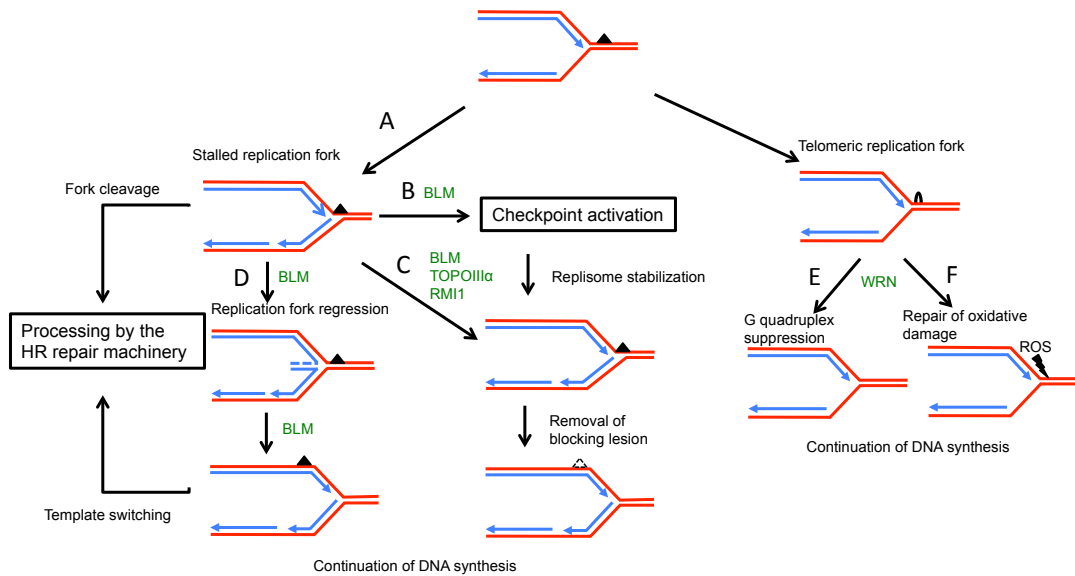 A
Stalled replication fork
Telomeric replication fork
Fork cleavage
B
BLM
Checkpoint activation
C
BLM
TOPOIIIα
RMI1
D
BLM
Replisome stabilization
E
WRN
F
Replication fork regression
Processing by the
HR repair machinery
G quadruplex
suppression
Repair of oxidative
damage
ROS
BLM
Removal of
blocking lesion
Continuation of DNA synthesis
Template switching
Continuation of DNA synthesis